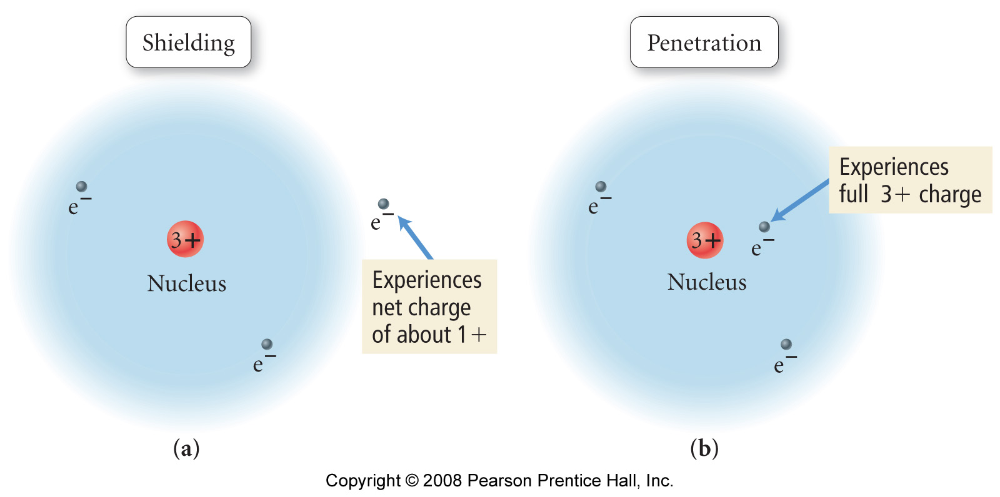 Shielding
e−
3+
Nucleus
e−
e−
Experiences
net charge
of about 1+
(a)
Penetration
e−
3+
Nucleus
e−
e−
Experiences
full 3+ charge
(b)
Copyright © 2008 Pearson Prentice Hall, Inc.